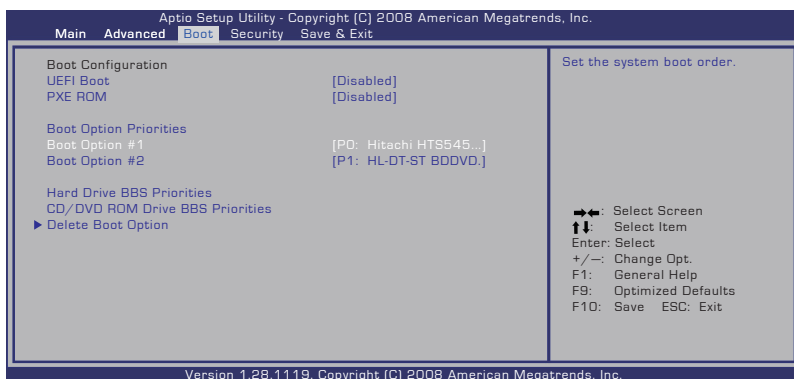 Aptio Setup Utility - Copyright (C) 2008 American Megatrends, Inc.
Main Advanced Boot Security Save & Exit
Boot Configuration
UEFI Boot [Disabled]
PXE ROM [Disabled]
Boot Option Priorities
Boot Option #1 [P0: Hitachi HTS545...]
Boot Option #2 [P1: HL-DT-ST BDDVD.]
Hard Drive BBS Priorities
CD/DVD ROM Drive BBS Priorities
Delete Boot Option
Set the system boot order.
→←: Select Screen
↑↓: Select Item
Enter: Select
+/—: Change Opt.
F1: General Help
F9: Optimized Defaults
F10: Save ESC: Exit
Version 1.28.1119. Copyright (C) 2008 American Megatrends, Inc.